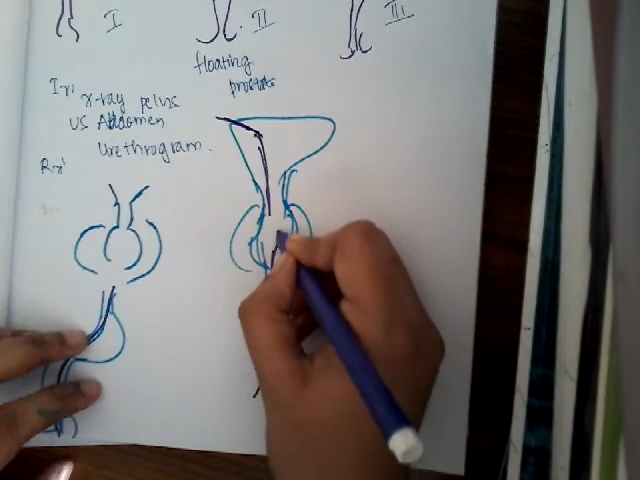 I
II
III
floating
prostate
Ix'
x-ray pelvis
US Abdomen
Urethrogram.
Rx'